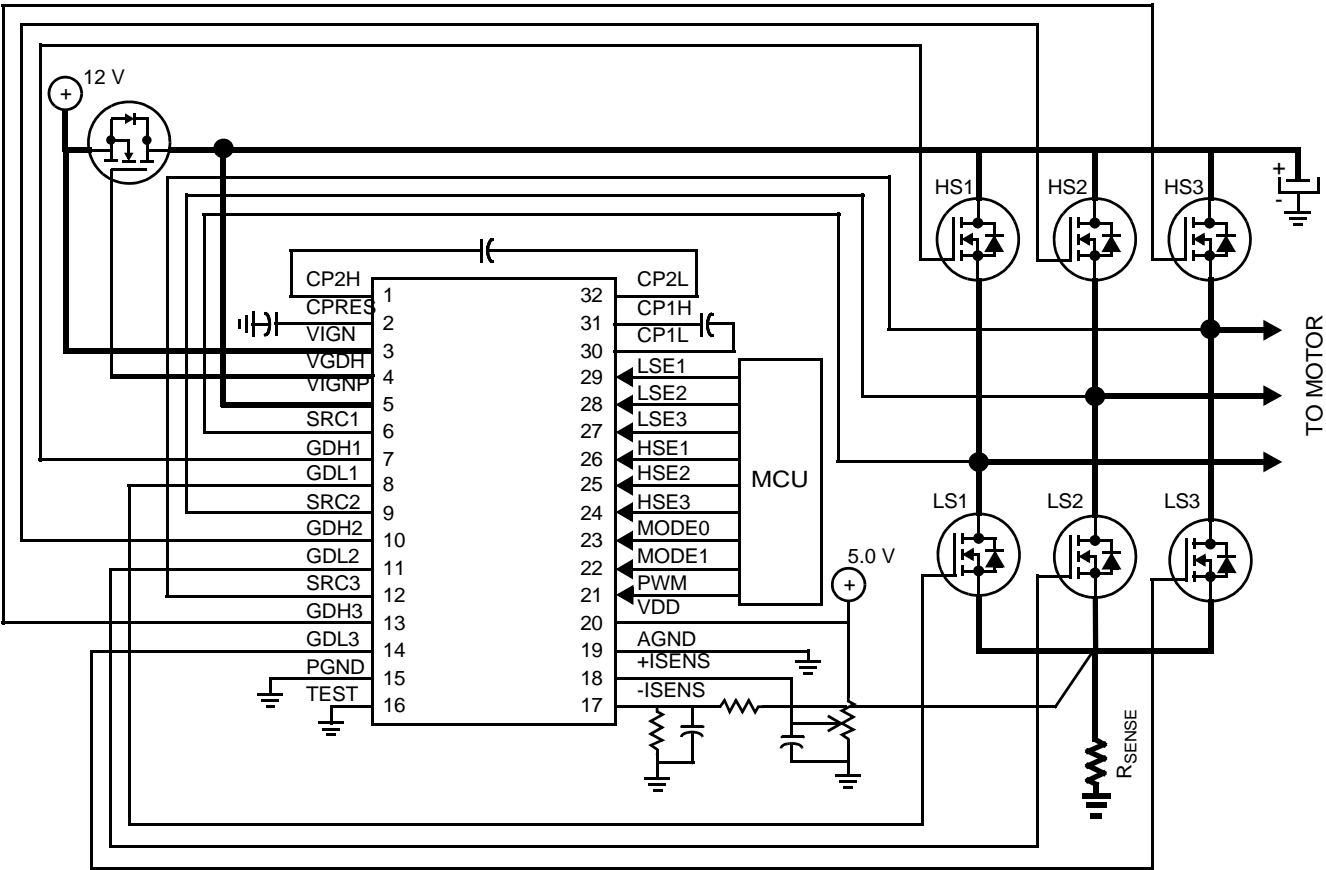 12 V
+
HS1
HS2
HS3
+
-
CP2H
1
32
CP2L
CPRES
2
31
CP1H
VIGN
3
30
CP1L
VGDH
4
29
LSE1
VIGNP
5
28
LSE2
SRC1
6
27
LSE3
GDH1
7
26
HSE1
GDL1
8
25
HSE2
SRC2
9
24
HSE3
GDH2
10
23
MODE0
GDL2
11
22
MODE1
SRC3
12
21
PWM
GDH3
13
20
VDD
GDL3
14
19
AGND
PGND
15
18
+ISENS
TEST
16
17
-ISENS
MCU
5.0 V
+
TO MOTOR
LS1
LS2
LS3
RSENSE